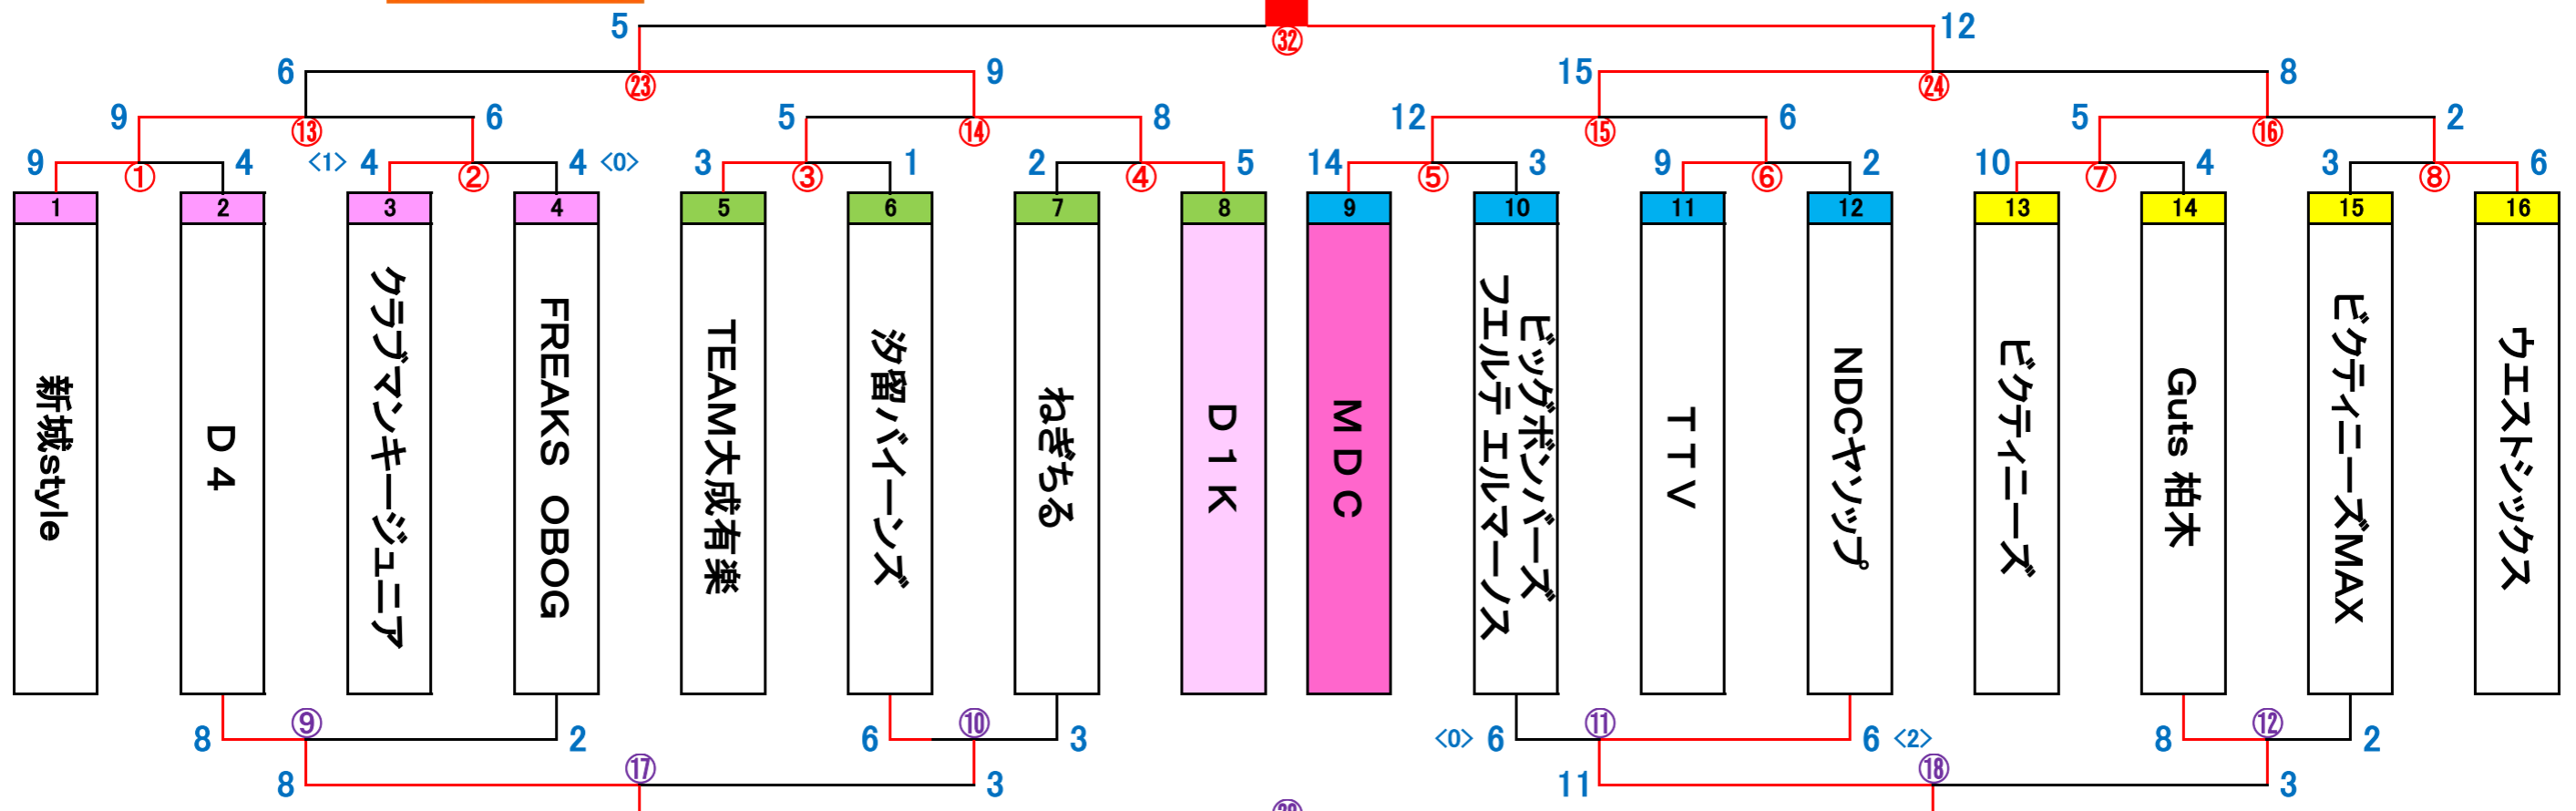 5 12
㉜
6 9 15 8
㉓ ㉔
9 6 5 8 12 6 5 2
⑬ ⑭ ⑮ ⑯
9 4 <1> 4 4 <0> 3 1 2 5 14 3 9 2 10 4 3 6
① ② ③ ④ ⑤ ⑥ ⑦ ⑧
1 2 3 4 5 6 7 8 9 10 11 12 13 14 15 16
新城style
D4
クラブマンキージュニア
FREAKS OBOG
TEAM大成有楽
汐留バイーンズ
ねぎちる
D1K
MDC
ビッグボンバーズ
フエルテ エルマーノス
TTV
NDCヤソップ
ビクティニーズ
Guts 柏木
ビクティニーズMAX
ウエストシックス
⑨ ⑩ ⑪ ⑫
8 2 6 3 <0> 6 6 <2> 8 2
⑰ ⑱
8 3 11 3